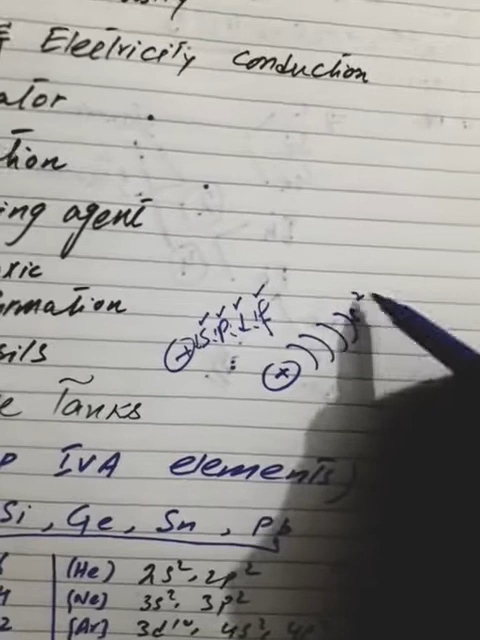 Electricity conduction
ator
tion
ing agent
xic
rmation
sils
e Tanks
s.p.d.f
p IVA elements)
Si, Ge, Sn, Pb
(He) 2s², 2p²
(Ne) 3s², 3p²
(Ar) 3d¹⁰, 4s², 4p²